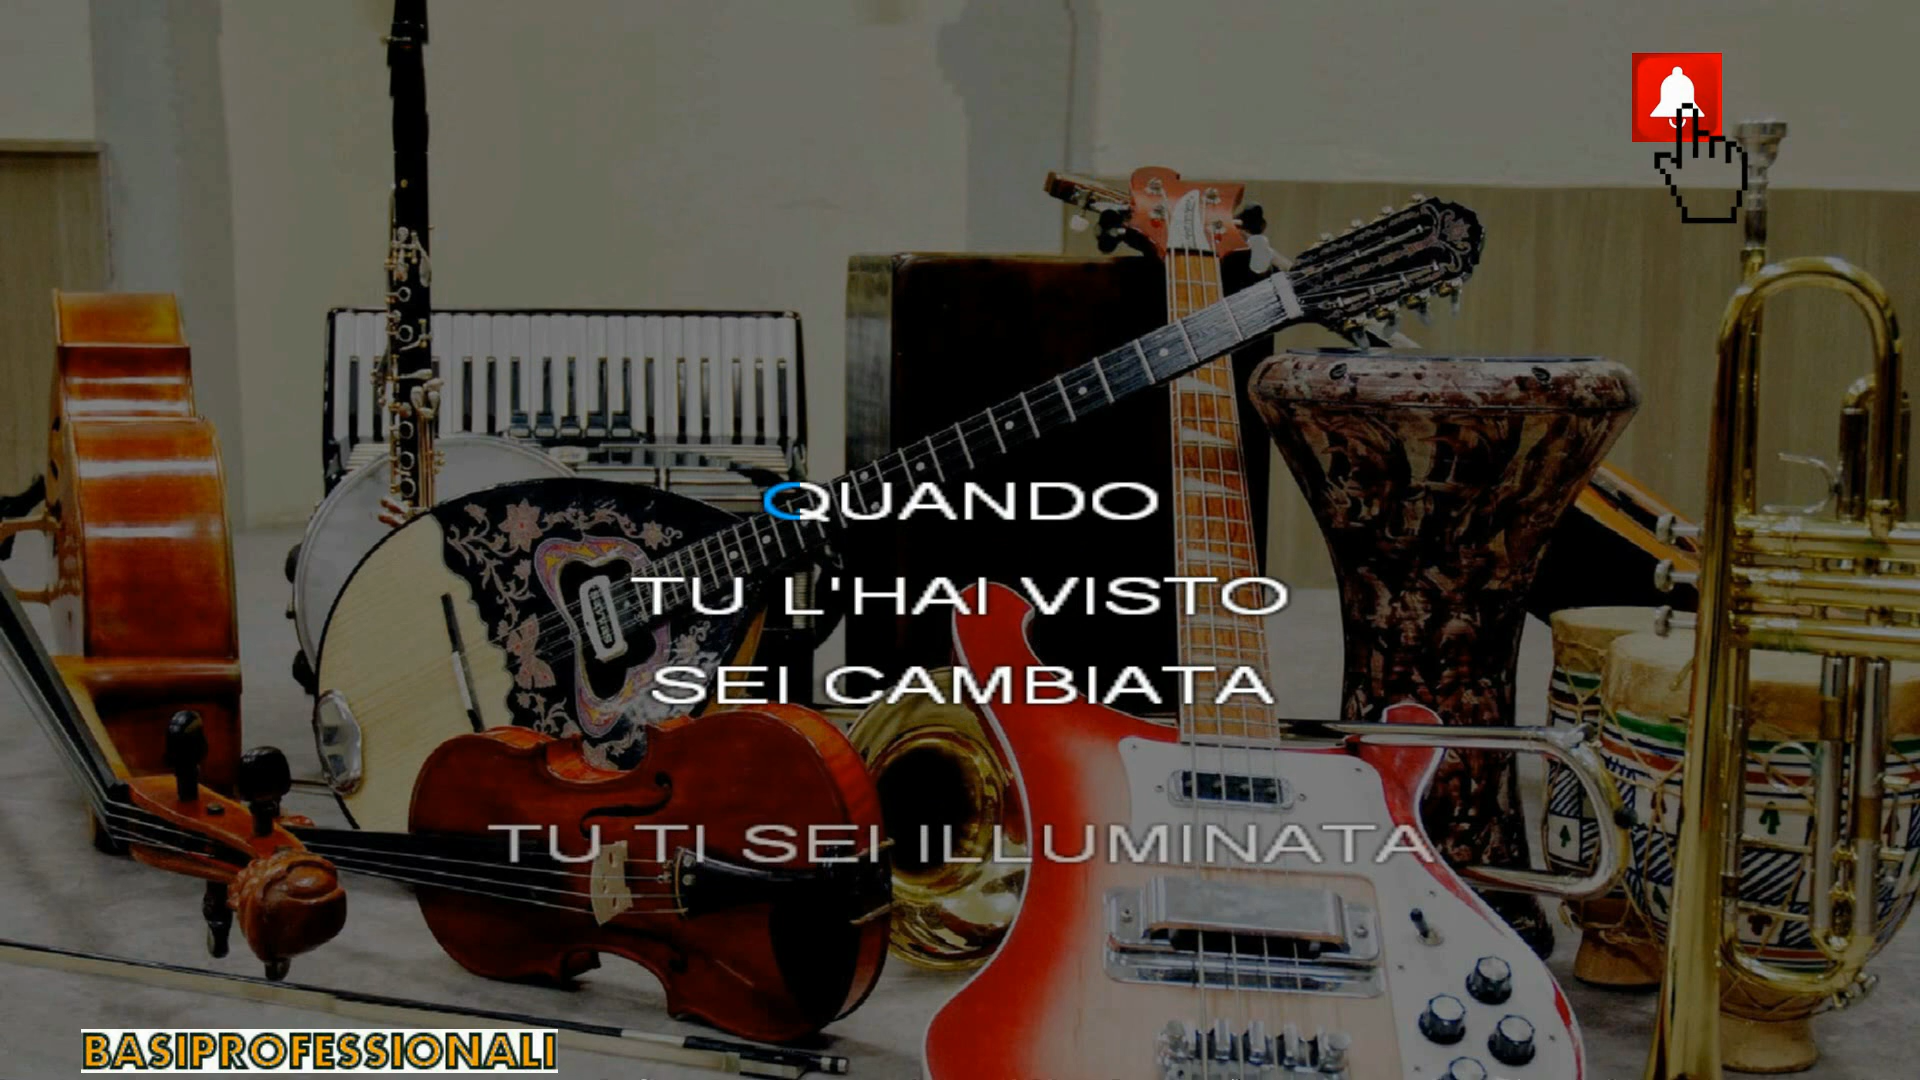 QUANDO
TU L'HAI VISTO
SEI CAMBIATA
TU TI SEI ILLUMINATA
BASIPROFESSIONALI